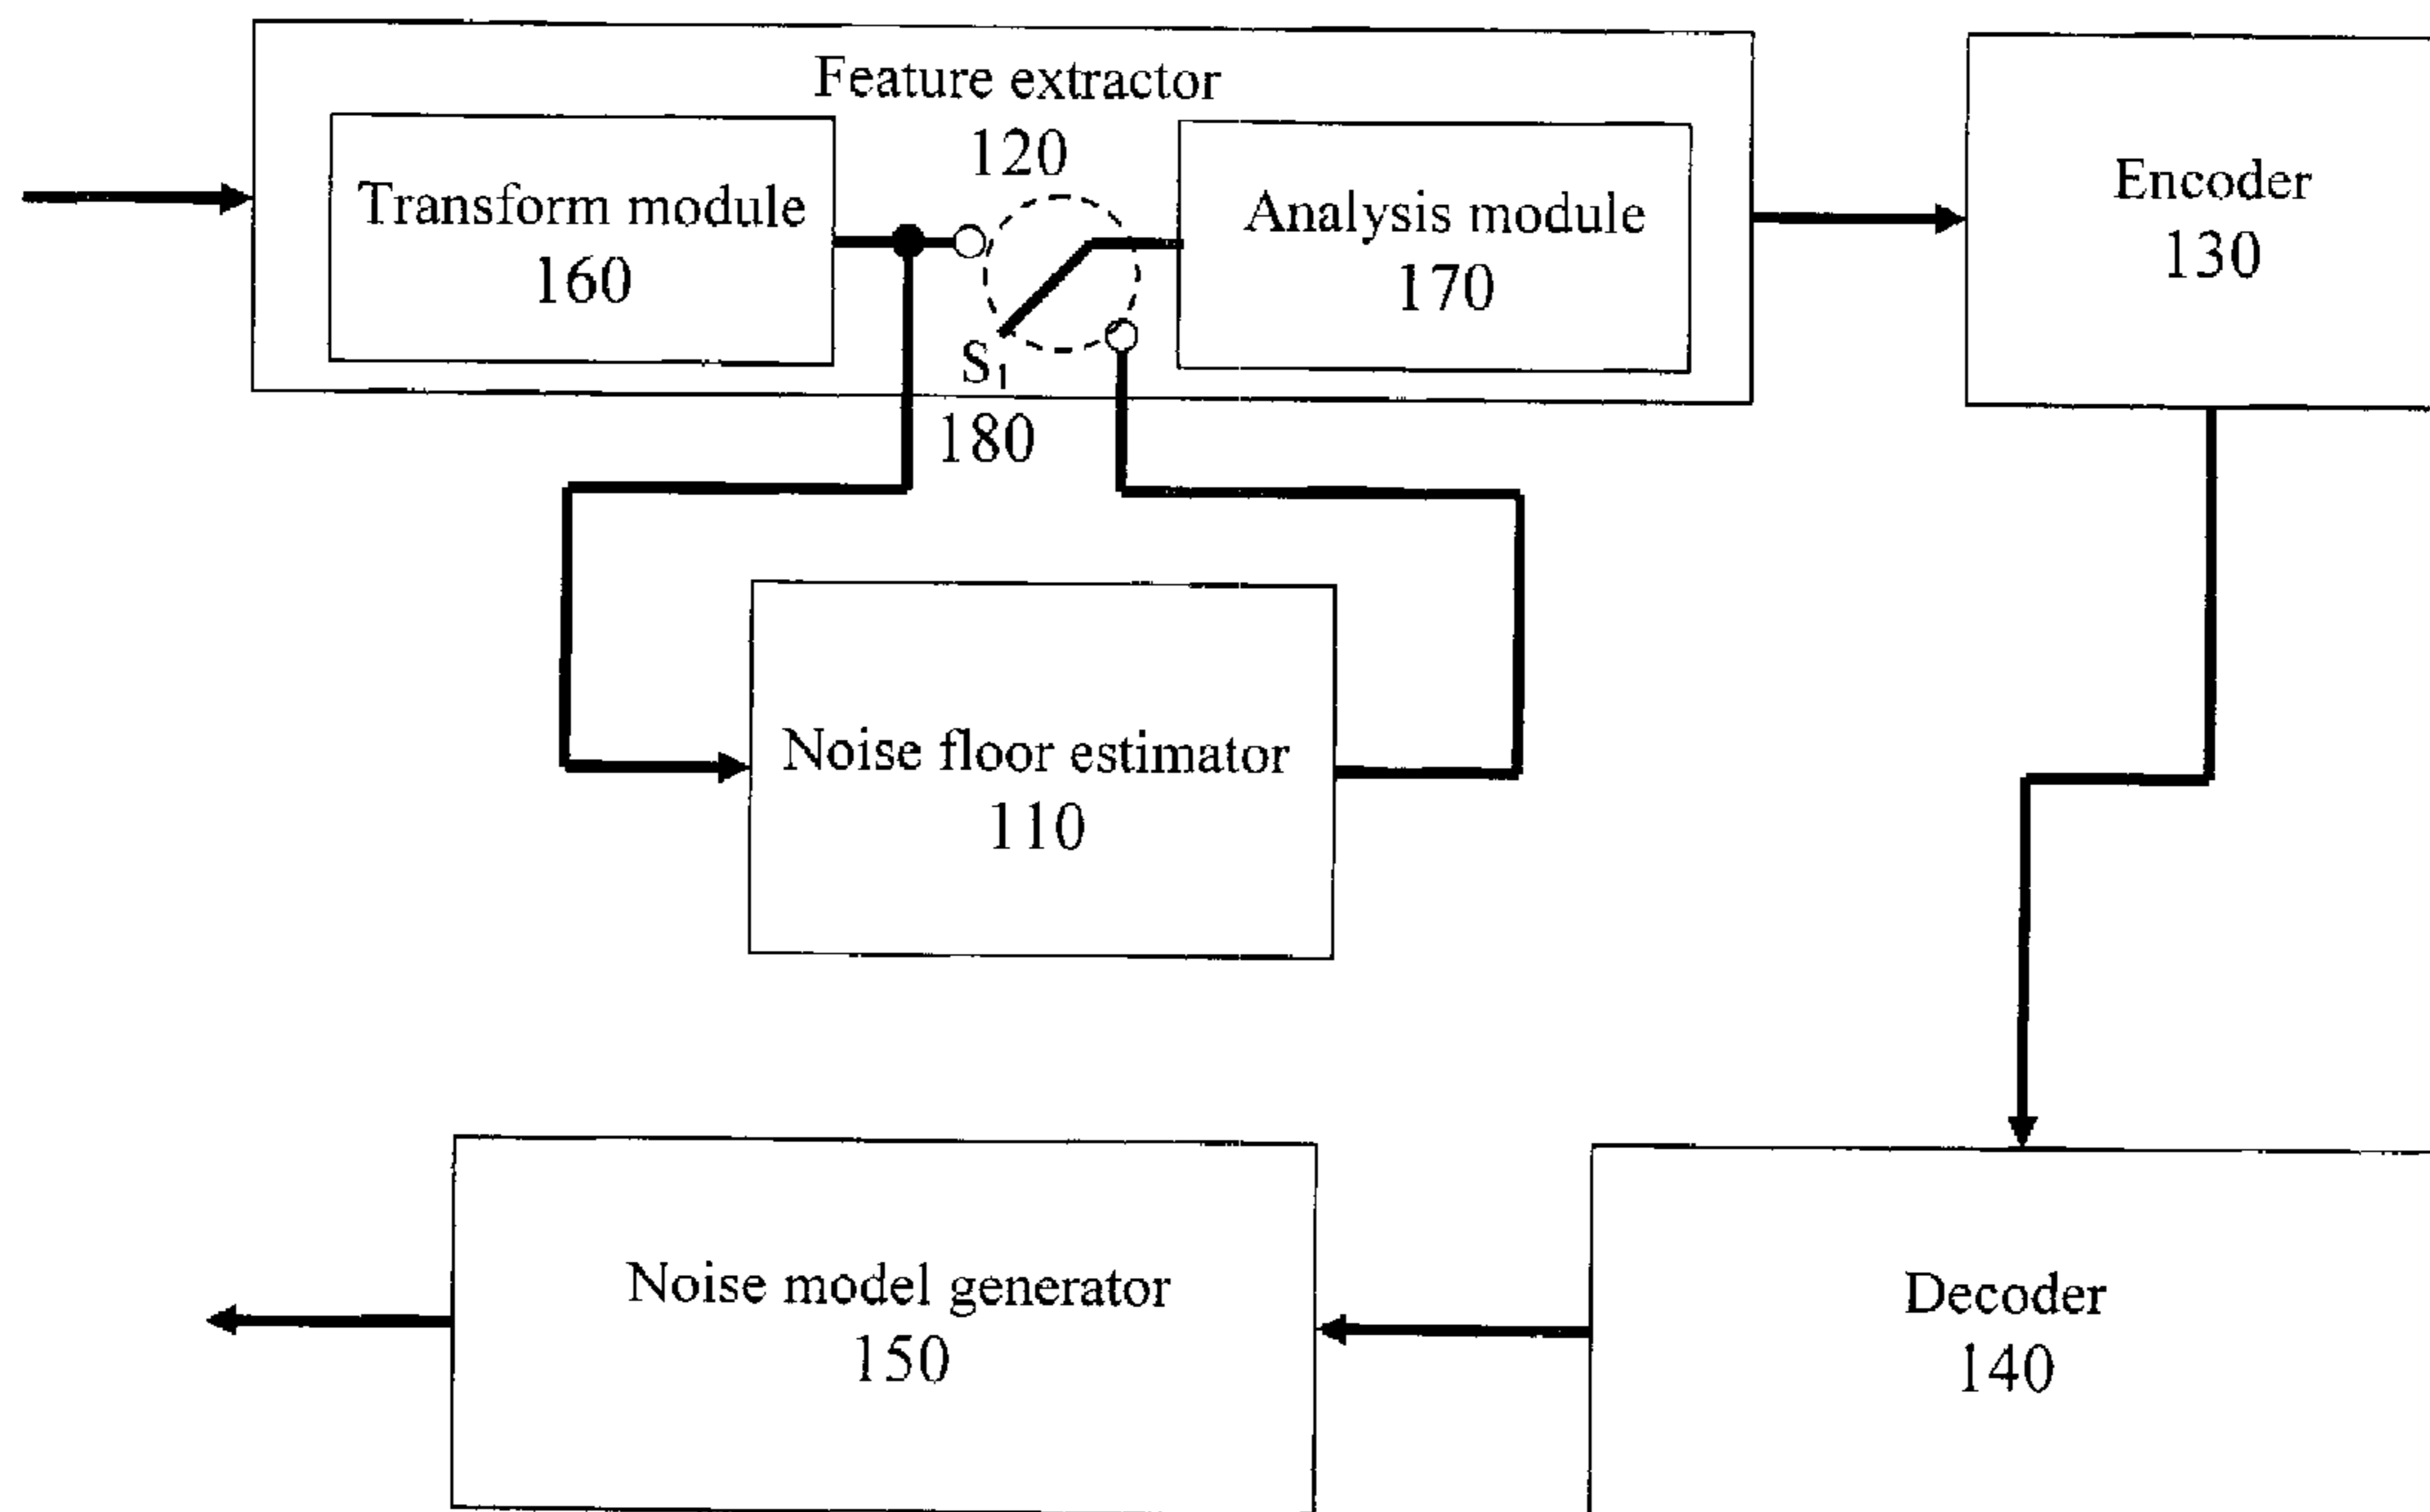 Feature extractor
120
Transform module
160
Analysis module
170
S1
180
Encoder
130
Noise floor estimator
110
Noise model generator
150
Decoder
140